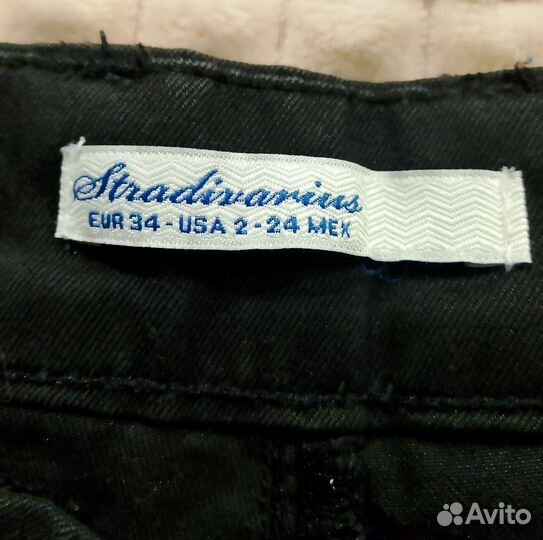 Stradivarius
EUR 34 - USA 2 - 24 MEX
Avito